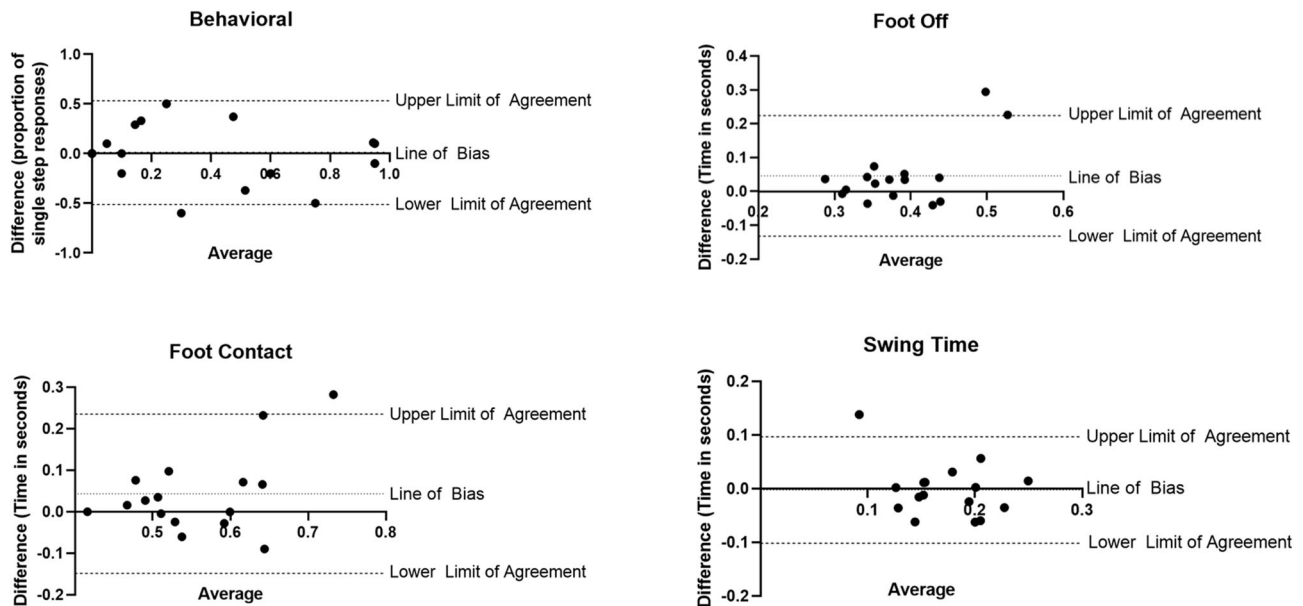 Behavioral
Difference (proportion of
single step responses)
1.0
0.5
0.0
-0.5
-1.0
0.2
0.4
0.6
0.8
1.0
Upper Limit of Agreement
Line of Bias
Lower Limit of Agreement
Average
Foot Off
Difference (Time in seconds)
0.4
0.3
0.2
0.1
0.0
-0.1
-0.2
0.2
0.3
0.4
0.5
0.6
Upper Limit of Agreement
Line of Bias
Lower Limit of Agreement
Average
Foot Contact
Difference (Time in seconds)
0.3
0.2
0.1
0.0
-0.1
-0.2
0.5
0.6
0.7
0.8
Upper Limit of Agreement
Line of Bias
Lower Limit of Agreement
Average
Swing Time
Difference (Time in seconds)
0.2
0.1
0.0
-0.1
-0.2
0.1
0.2
0.3
Upper Limit of Agreement
Line of Bias
Lower Limit of Agreement
Average